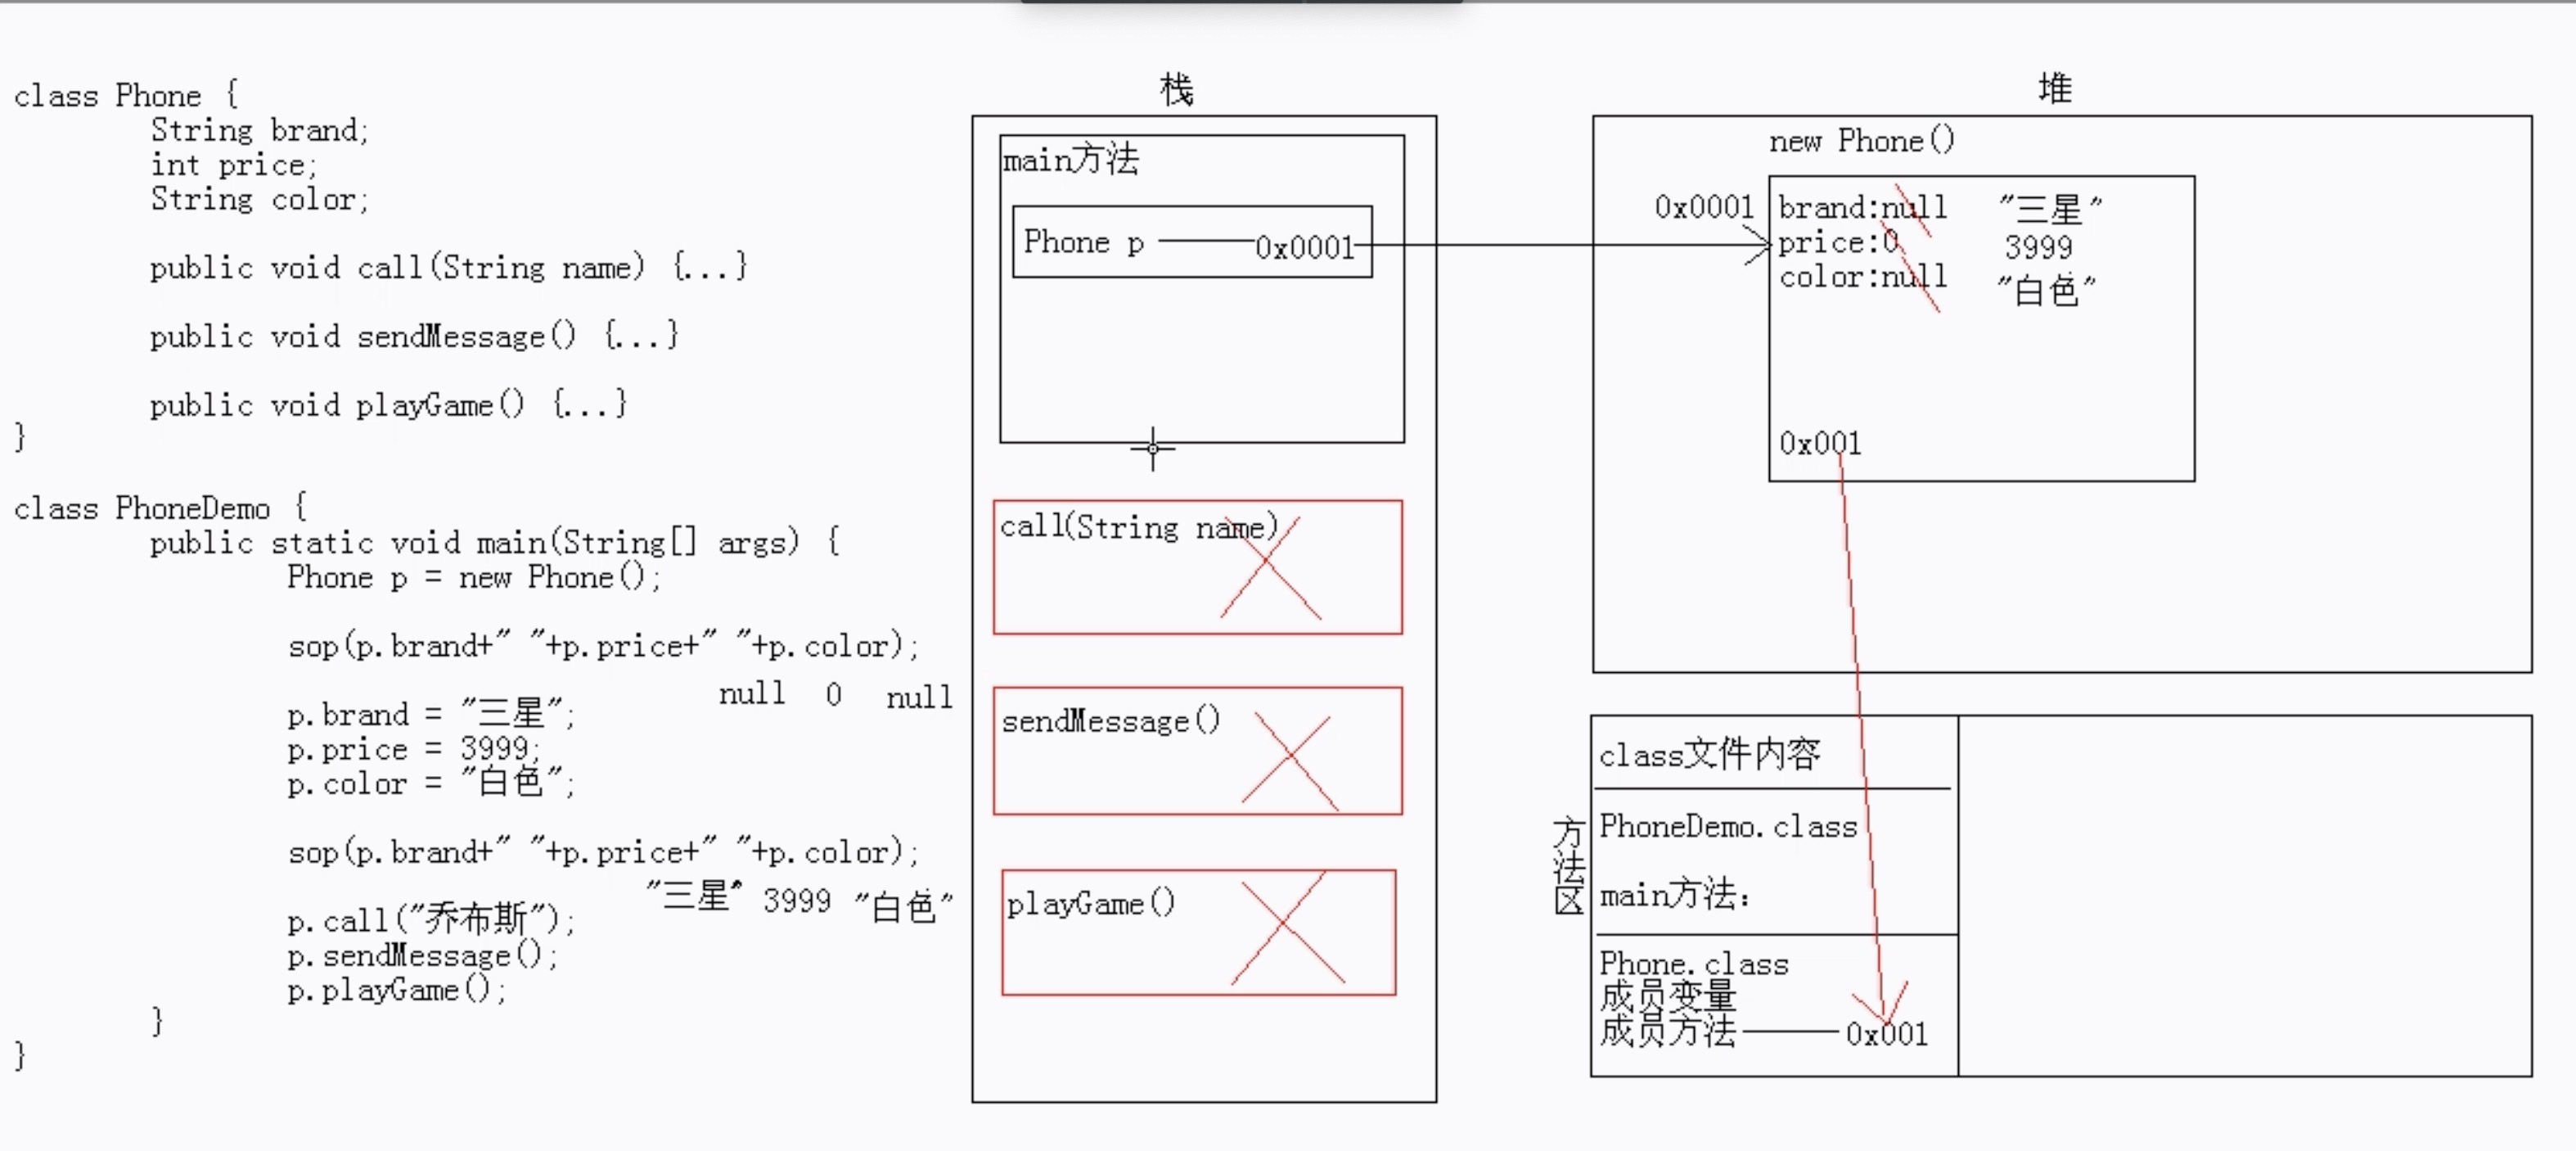 class Phone {
String brand;
int price;
String color;
public void call(String name) {...}
public void sendMessage() {...}
public void playGame() {...}
}
class PhoneDemo {
public static void main(String[] args) {
Phone p = new Phone();
sop(p.brand+" "+p.price+" "+p.color);
null 0 null
p.brand = "三星";
p.price = 3999;
p.color = "白色";
sop(p.brand+" "+p.price+" "+p.color);
"三星" 3999 "白色"
p.call("乔布斯");
p.sendMessage();
p.playGame();
}
}
栈
main方法
Phone p 0x0001
call(String name)
sendMessage()
playGame()
堆
new Phone()
0x0001
brand:null "三星"
price:0 3999
color:null "白色"
0x001
方法区
class文件内容
PhoneDemo.class
main方法:
Phone.class
成员变量
成员方法 0x001